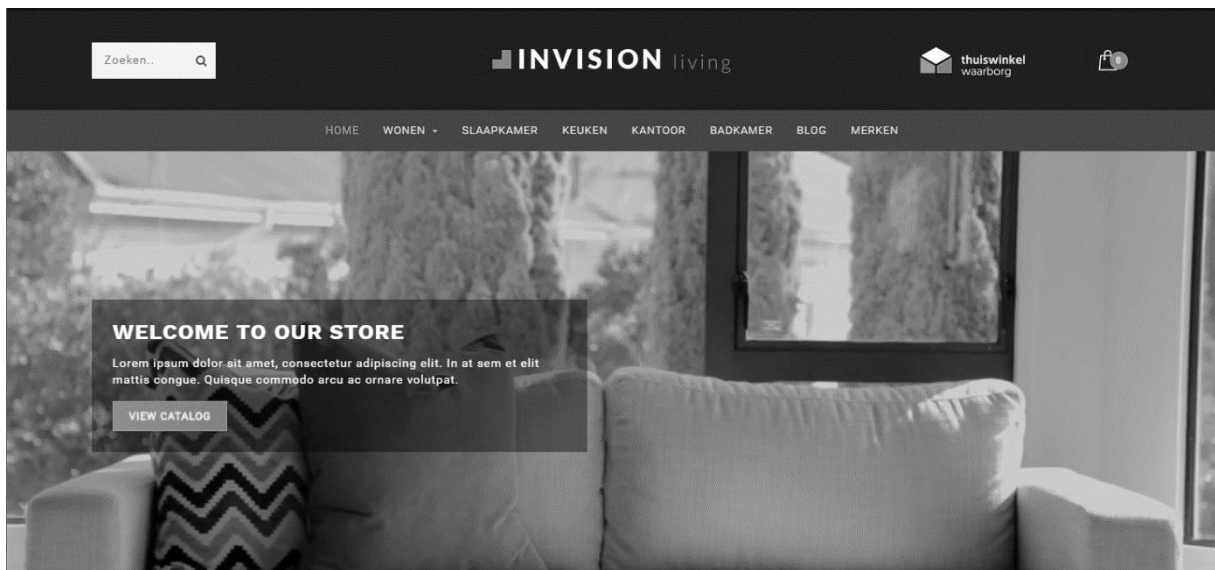 Zoeken..
INVISION living
thuiswinkel
waarborg
0
HOME WONEN SLAAPKAMER KEUKEN KANTOOR BADKAMER BLOG MERKEN
WELCOME TO OUR STORE
Lorem ipsum dolor sit amet, consectetur adipiscing elit. In at sem et elit
mattis congue. Quisque commodo arcu ac ornare volutpat.
VIEW CATALOG